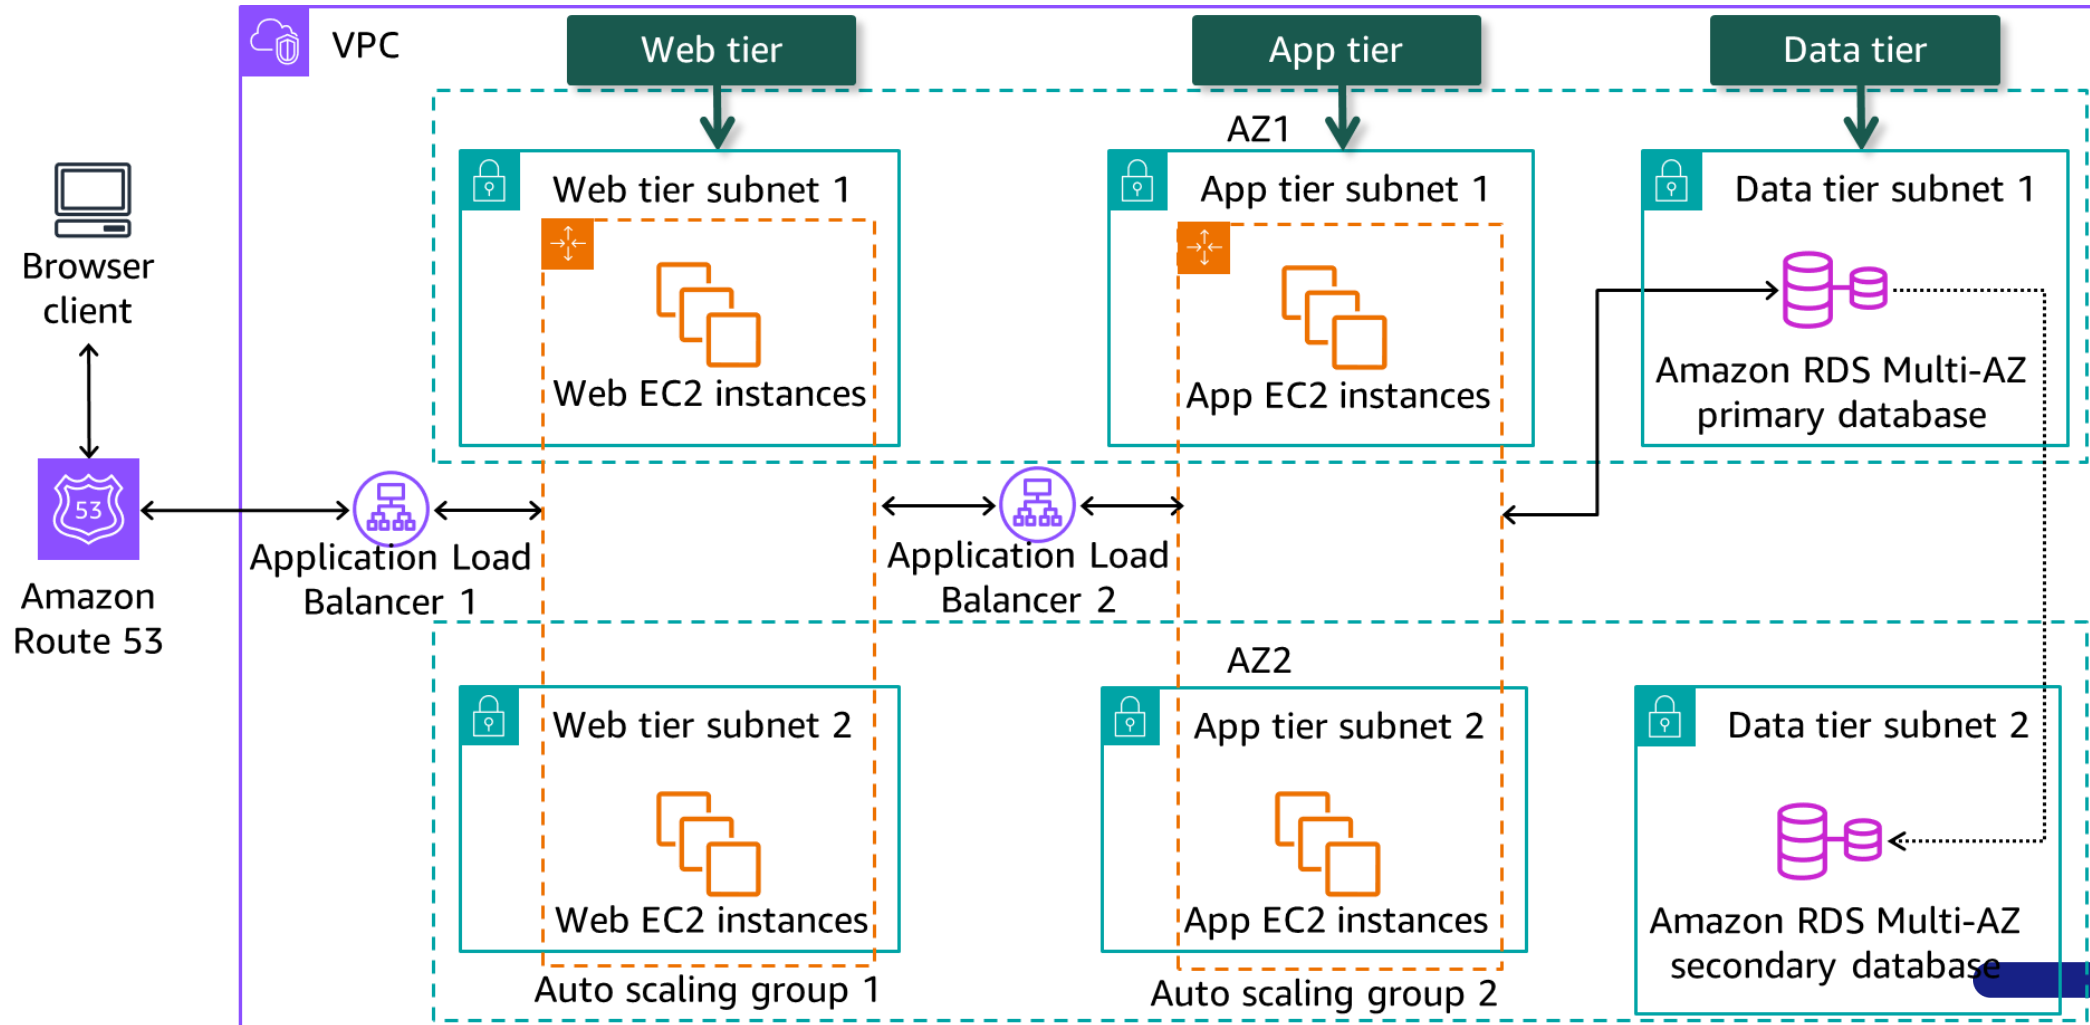 VPC
Web tier
App tier
Data tier
AZ1
Web tier subnet 1
App tier subnet 1
Data tier subnet 1
Browser
client
Web EC2 instances
App EC2 instances
Amazon RDS Multi-AZ
primary database
53
Amazon
Route 53
Application Load
Balancer 1
Application Load
Balancer 2
AZ2
Web tier subnet 2
App tier subnet 2
Data tier subnet 2
Web EC2 instances
App EC2 instances
Amazon RDS Multi-AZ
secondary database
Auto scaling group 1
Auto scaling group 2